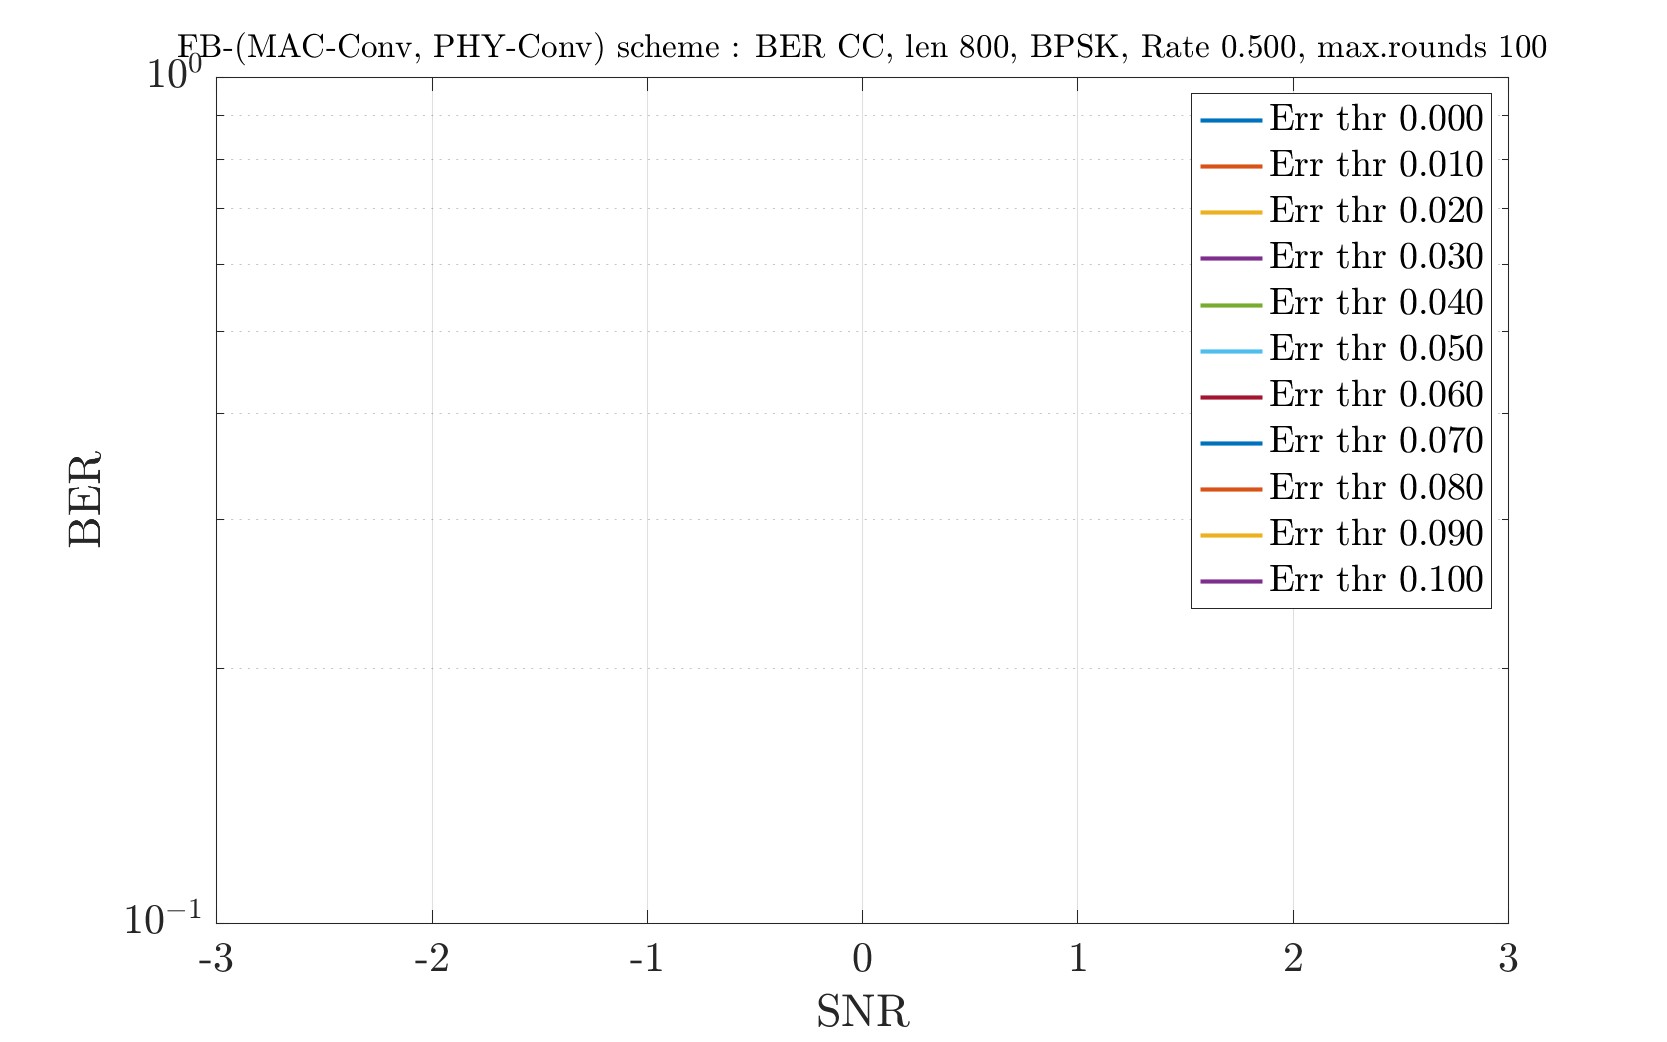 FB-(MAC-Conv, PHY-Conv) scheme : BER CC, len 800, BPSK, Rate 0.500, max.rounds 100
10⁰
Err thr 0.000
Err thr 0.010
Err thr 0.020
Err thr 0.030
Err thr 0.040
Err thr 0.050
Err thr 0.060
Err thr 0.070
Err thr 0.080
Err thr 0.090
Err thr 0.100
BER
10⁻¹
-3 -2 -1 0 1 2 3
SNR